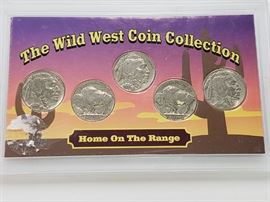 The Wild West Coin Collection
Home On The Range